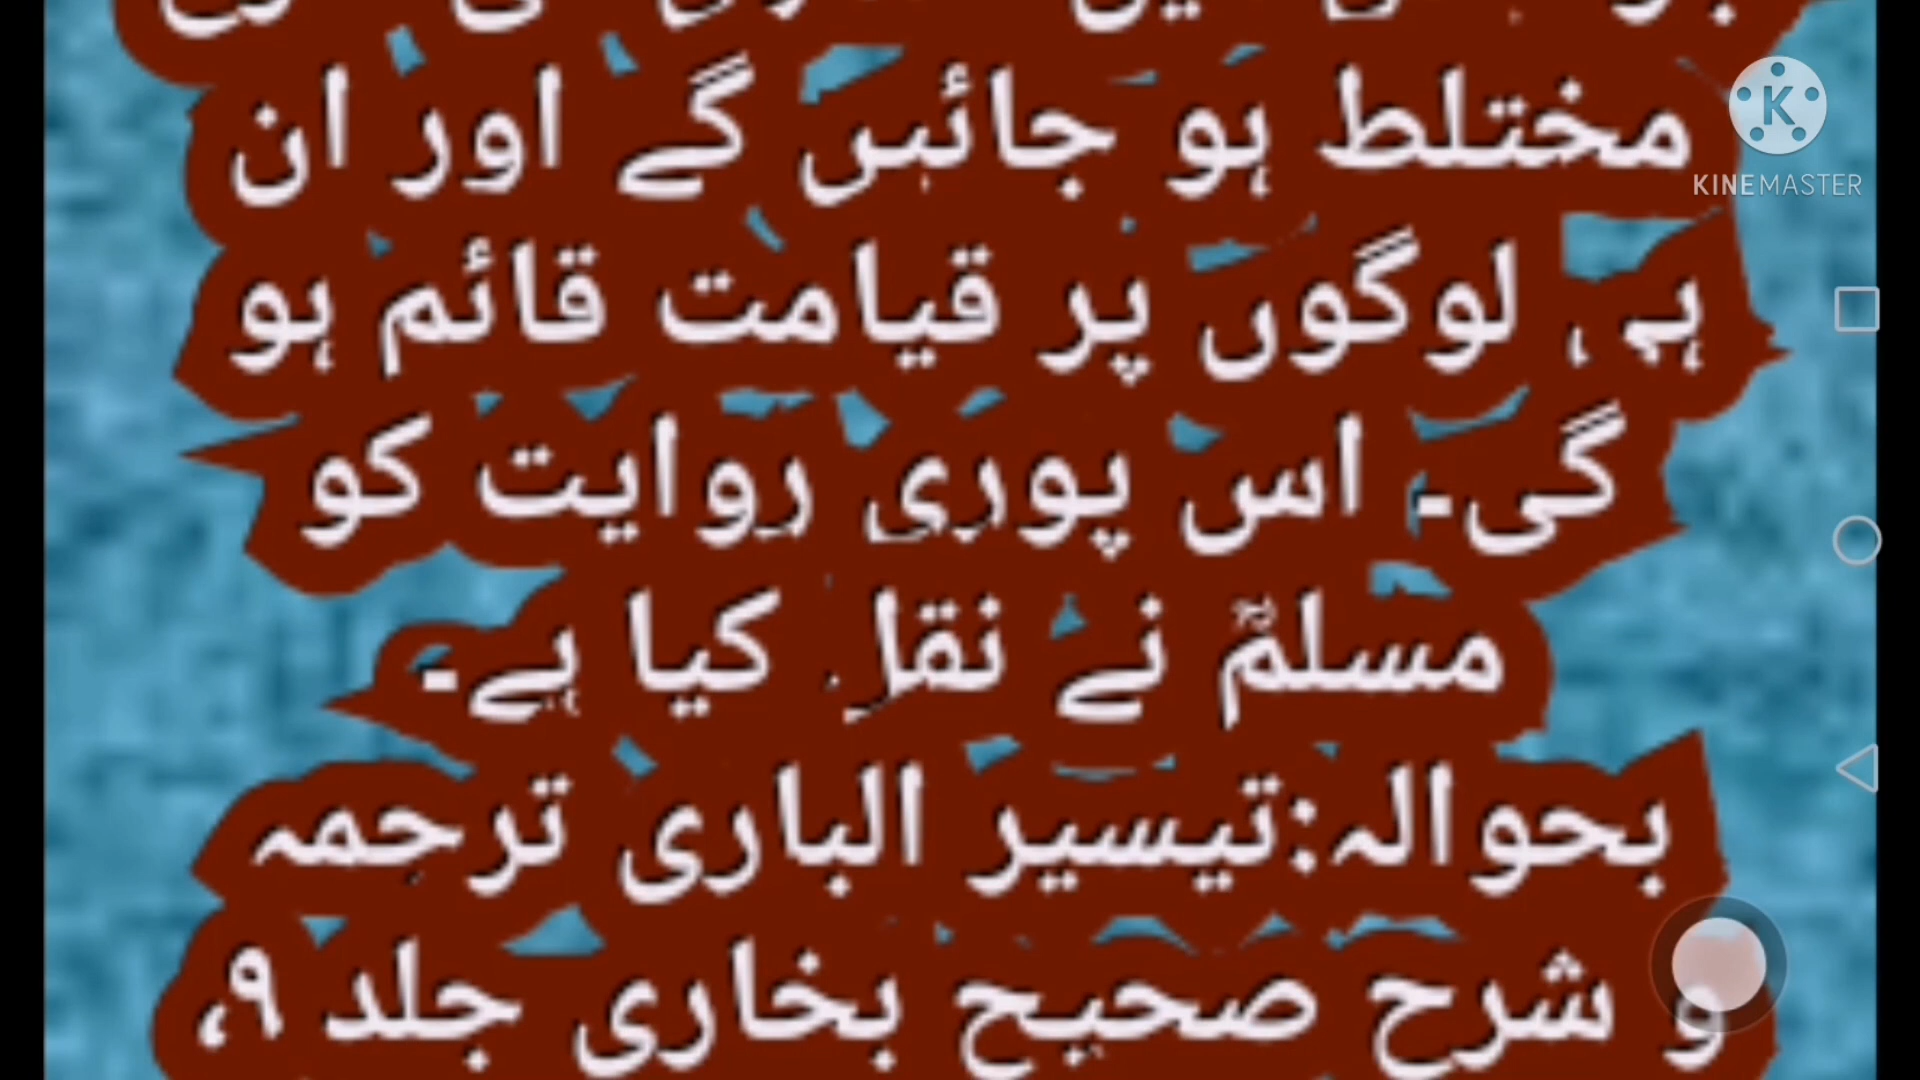 مختلط ہو جائیں گے اور ان
ہی لوگوں پر قیامت قائم ہو
گی۔ اس پوری روایت کو
مسلمؒ نے نقل کیا ہے۔
بحوالہ:تیسیر الباری ترجمہ
و شرح صحیح بخاری جلد ۹،
KINEMASTER